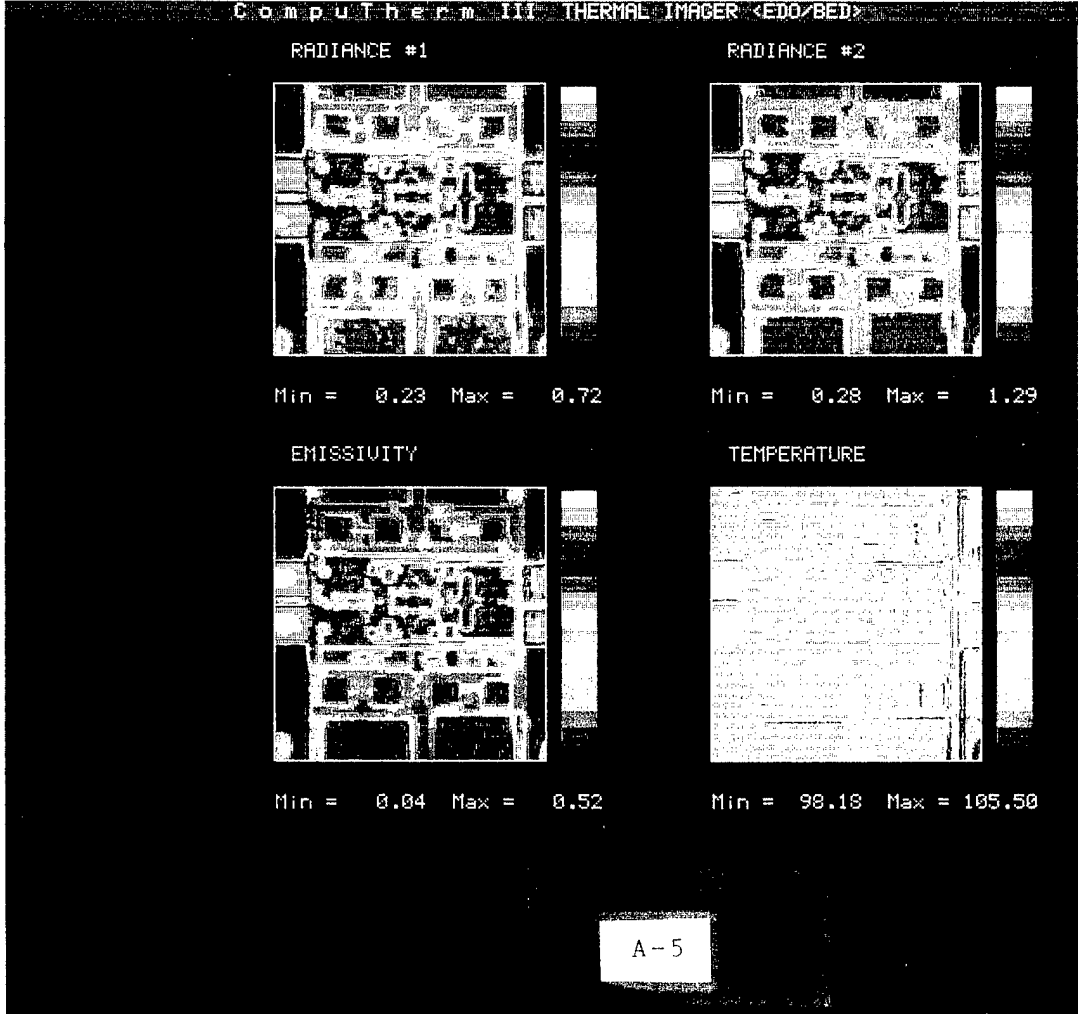 CompuTherm III THERMAL IMAGER <EDO/BED>
RADIANCE #1
RADIANCE #2
Min = 0.23 Max = 0.72
Min = 0.28 Max = 1.29
EMISSIVITY
TEMPERATURE
Min = 0.04 Max = 0.52
Min = 98.18 Max = 105.50
A-5